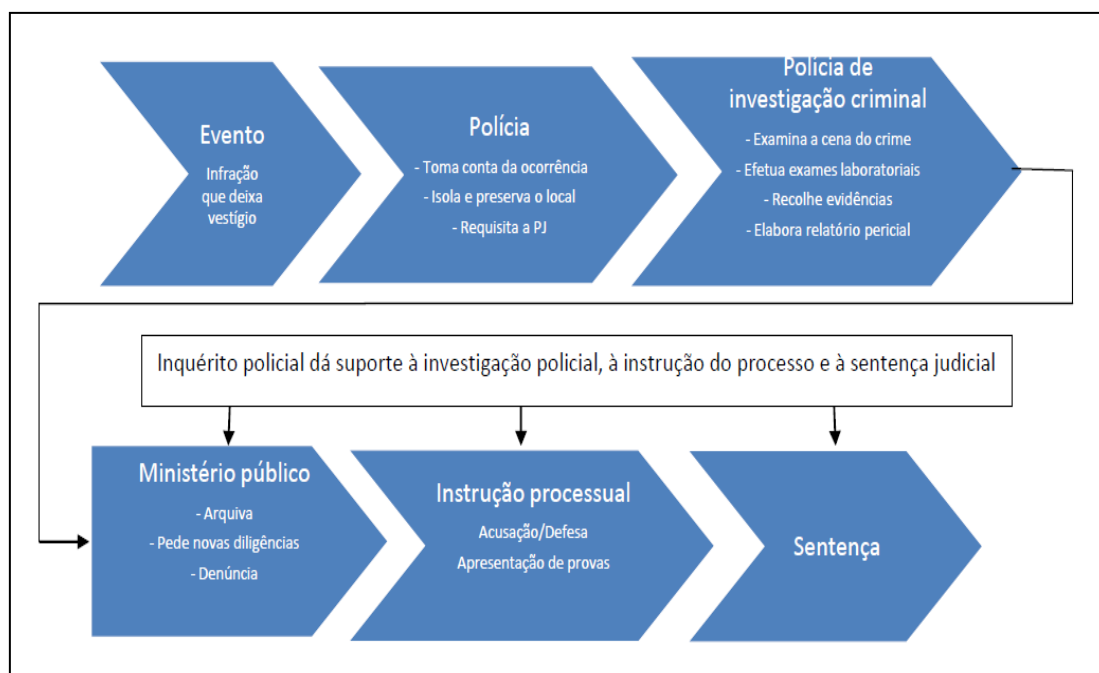 Evento
Infração
que deixa
vestígio
Polícia
- Toma conta da ocorrência
- Isola e preserva o local
- Requisita a PJ
Polícia de
investigação criminal
- Examina a cena do crime
- Efetua exames laboratoriais
- Recolhe evidências
- Elabora relatório pericial
Inquérito policial dá suporte à investigação policial, à instrução do processo e à sentença judicial
Ministério público
- Arquiva
- Pede novas diligências
- Denúncia
Instrução processual
Acusação/Defesa
Apresentação de provas
Sentença